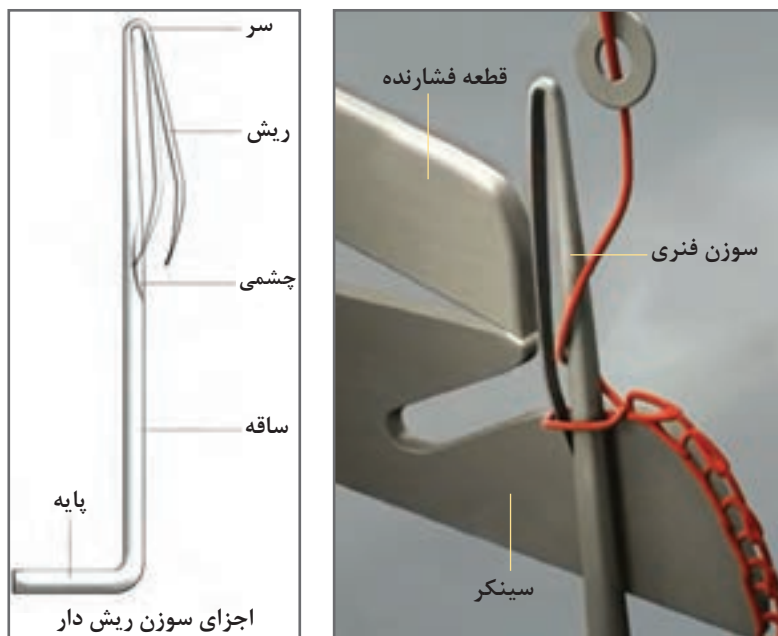 سر
ریش
چشمی
ساقه
پایه
اجزای سوزن ریش دار
قطعه فشارنده
سوزن فنری
سینکر